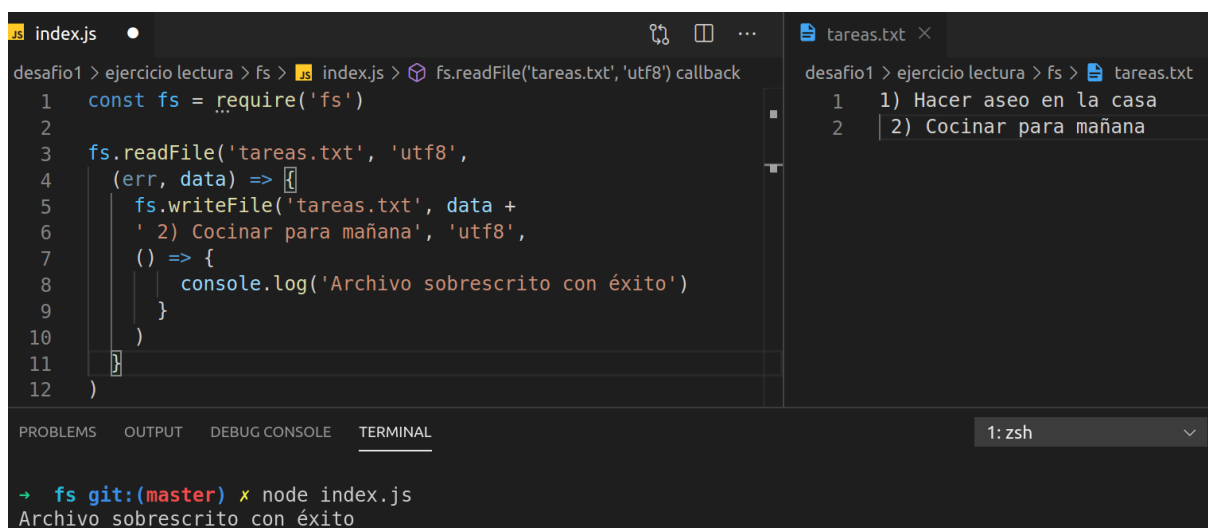 JS index.js
tareas.txt
desafio1 > ejercicio lectura > fs > JS index.js > fs.readFile('tareas.txt', 'utf8') callback
desafio1 > ejercicio lectura > fs > tareas.txt
1 const fs = require('fs')
2
3 fs.readFile('tareas.txt', 'utf8',
4 (err, data) => {
5 fs.writeFile('tareas.txt', data +
6 ' 2) Cocinar para mañana', 'utf8',
7 () => {
8 console.log('Archivo sobrescrito con éxito')
9 }
10 )
11 }
12 )
1 1) Hacer aseo en la casa
2 2) Cocinar para mañana
PROBLEMS OUTPUT DEBUG CONSOLE TERMINAL
1: zsh
→ fs git:(master) ✗ node index.js
Archivo sobrescrito con éxito